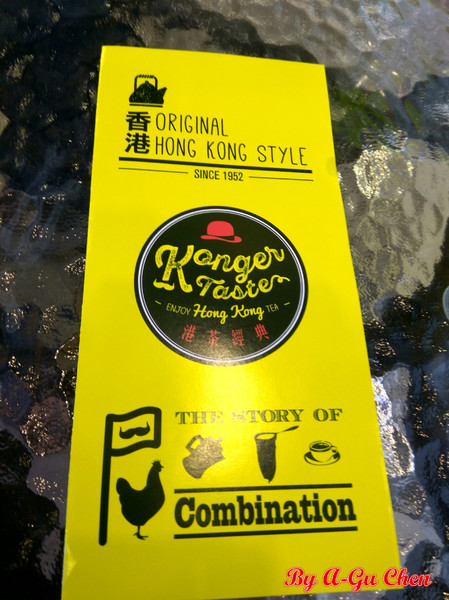 香港
ORIGINAL
HONG KONG STYLE
SINCE 1952
Konger
Taste
ENJOY Hong Kong TEA
港茶經典
THE STORY OF
Combination
By A-Gu Chen